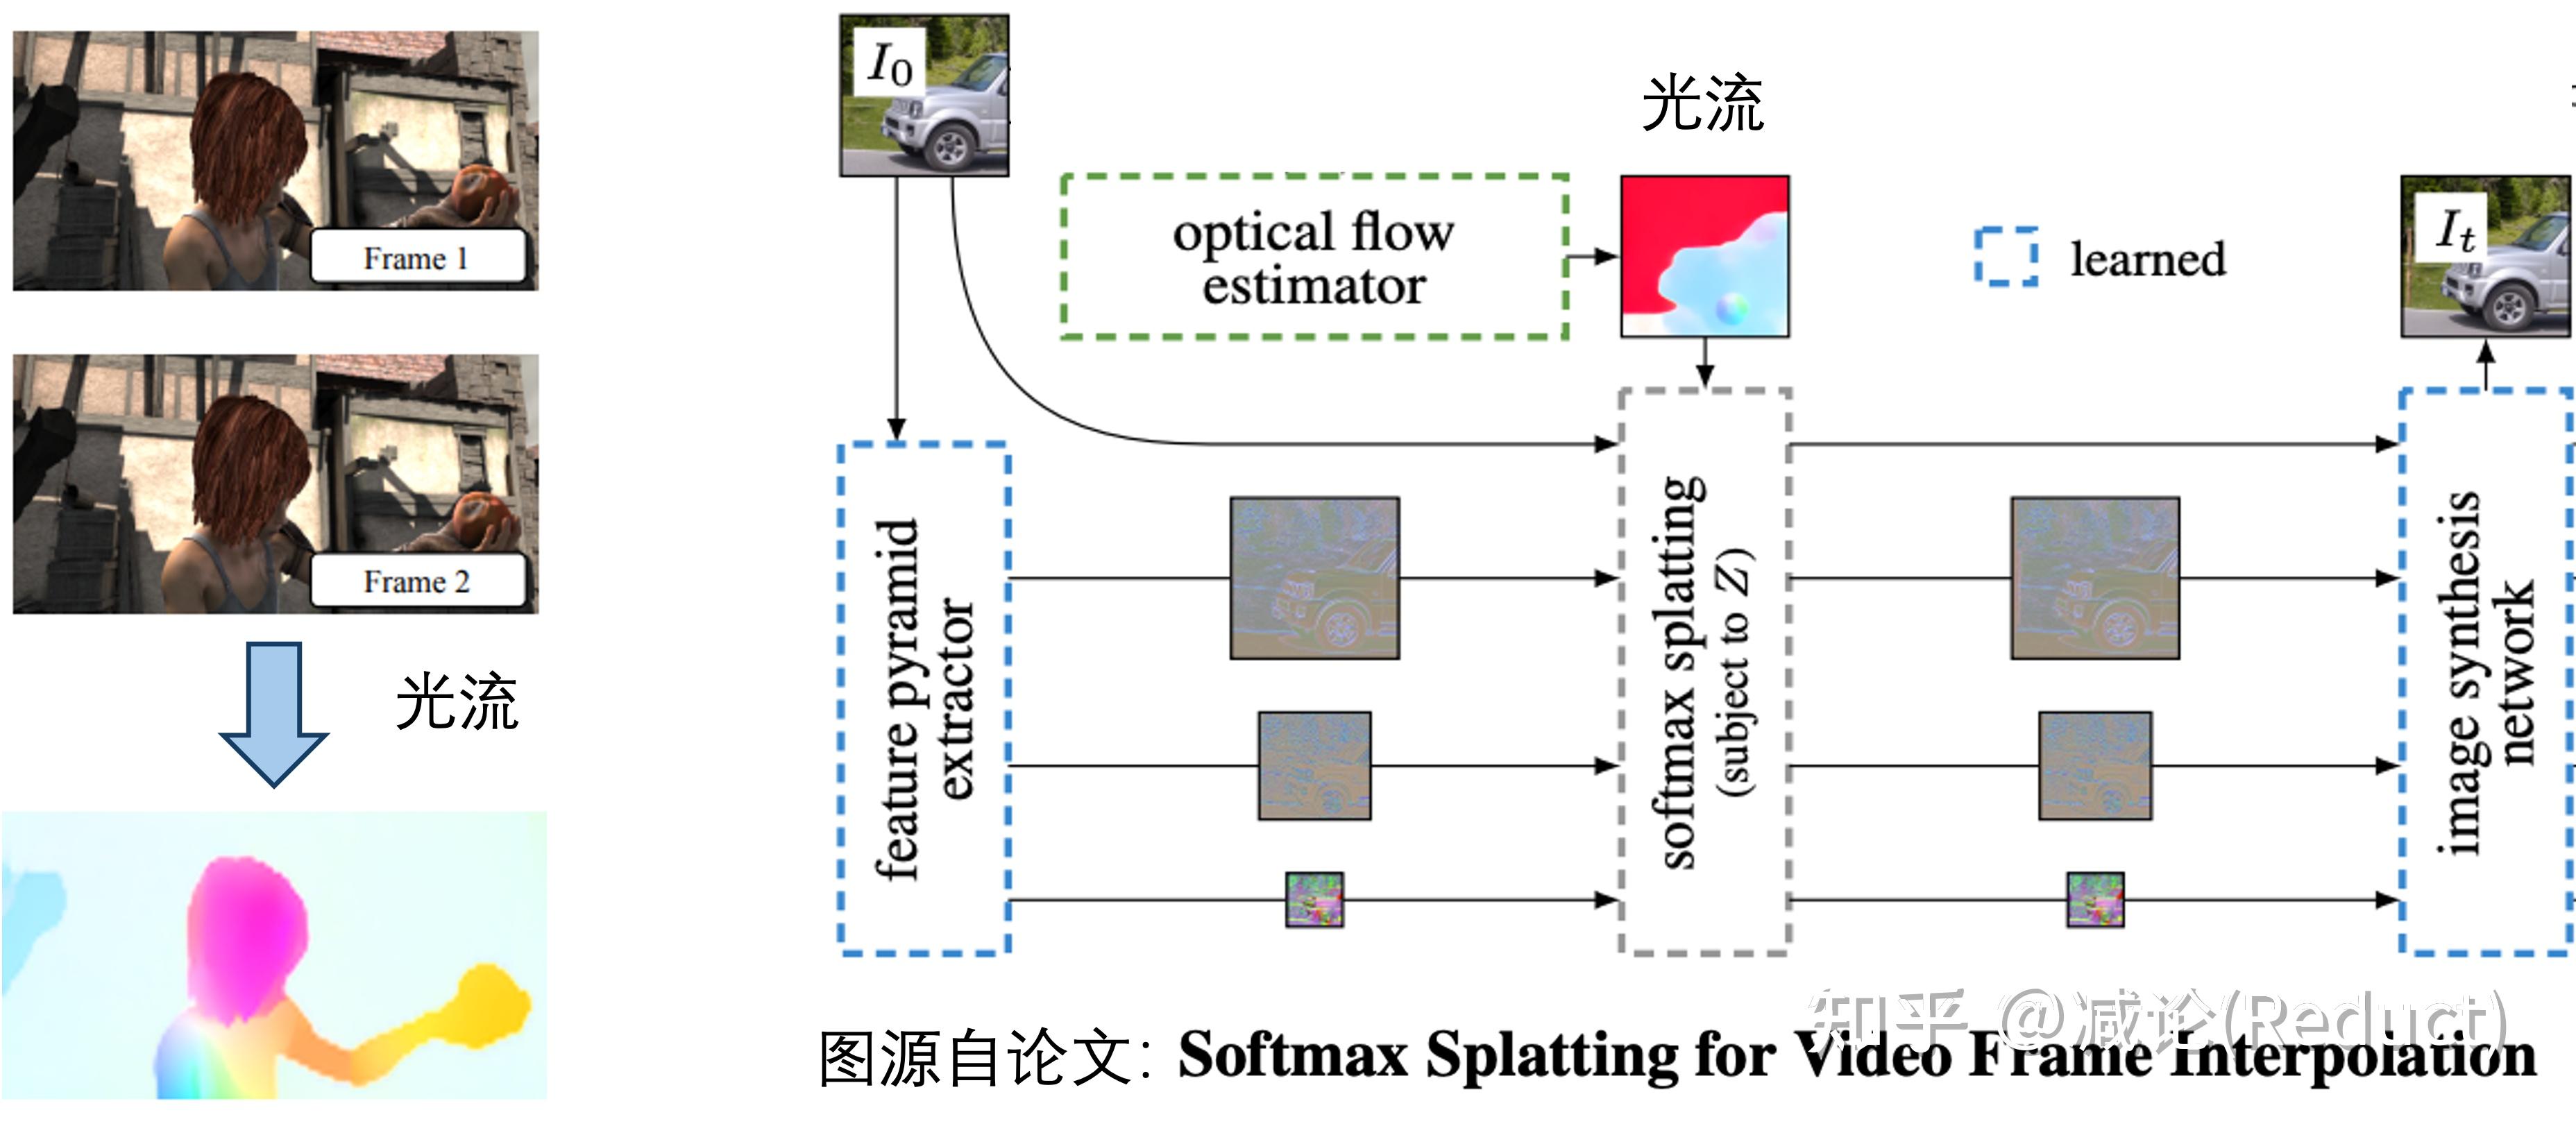 Frame 1
Frame 2
光流
I₀
optical flow
estimator
光流
learned
Iₜ
feature pyramid
extractor
softmax splatting
(subject to Z)
image synthesis
network
知乎 @减论(Reduct)
图源自论文：Softmax Splatting for Video Frame Interpolation